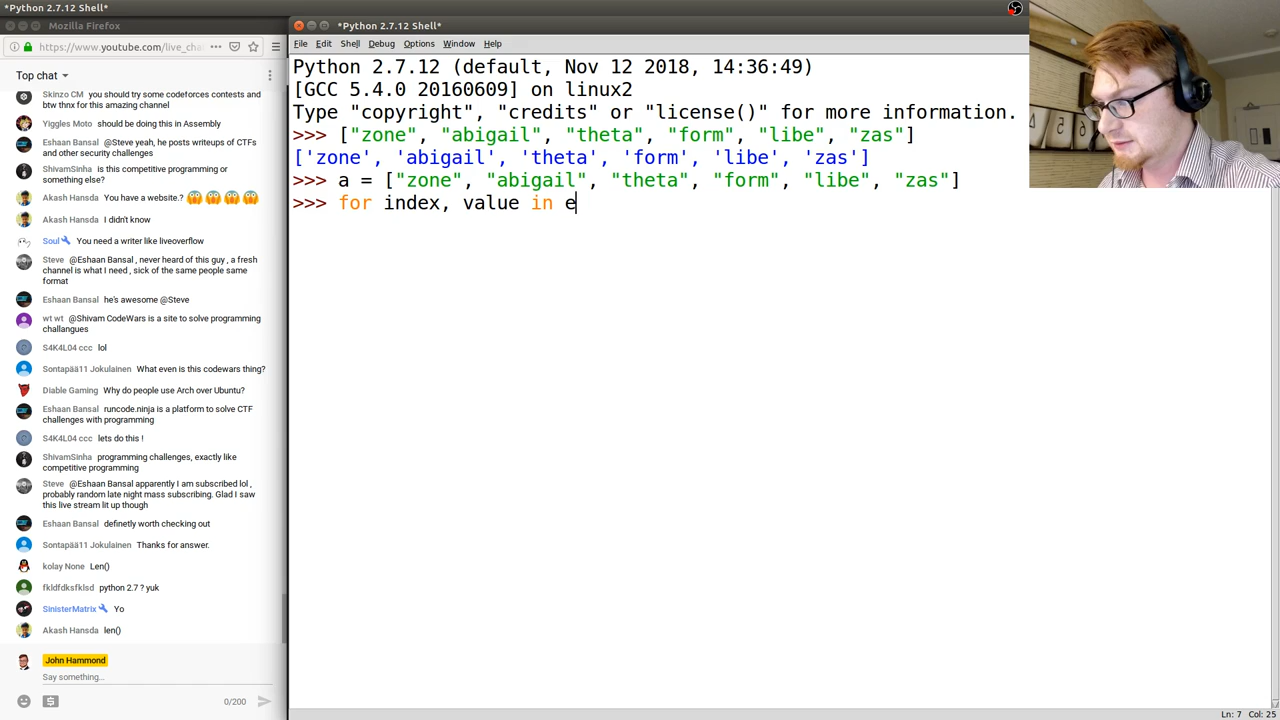 *Python 2.7.12 Shell*
Mozilla Firefox
https://www.youtube.com/live_cha
Top chat
Skinzo CM you should try some codeforces contests and
btw thnx for this amazing channel
Yiggles Moto should be doing this in Assembly
Eshaan Bansal @Steve yeah, he posts writeups of CTFs
and other security challenges
ShivamSinha is this competitive programming or
something else?
Akash Hansda You have a website.? 😱😱😱😱
Akash Hansda I didn't know
Soul You need a writer like liveoverflow
Steve @Eshaan Bansal , never heard of this guy , a fresh
channel is what I need , sick of the same people same
format
Eshaan Bansal he's awesome @Steve
wt wt @Shivam CodeWars is a site to solve programming
challangues
S4K4L04 ccc lol
Sontapää11 Jokulainen What even is this codewars thing?
Diable Gaming Why do people use Arch over Ubuntu?
Eshaan Bansal runcode.ninja is a platform to solve CTF
challenges with programming
S4K4L04 ccc lets do this !
ShivamSinha programming challenges, exactly like
competitive programming
Steve @Eshaan Bansal apparently I am subscribed lol ,
probably random late night mass subscribing. Glad I saw
this live stream lit up though
Eshaan Bansal definetly worth checking out
Sontapää11 Jokulainen Thanks for answer.
kolay None Len()
fkldfdksfklsd python 2.7 ? yuk
SinisterMatrix Yo
Akash Hansda len()
John Hammond
Say something...
0/200
*Python 2.7.12 Shell*
File Edit Shell Debug Options Window Help
Python 2.7.12 (default, Nov 12 2018, 14:36:49)
[GCC 5.4.0 20160609] on linux2
Type "copyright", "credits" or "license()" for more information.
>>> ["zone", "abigail", "theta", "form", "libe", "zas"]
['zone', 'abigail', 'theta', 'form', 'libe', 'zas']
>>> a = ["zone", "abigail", "theta", "form", "libe", "zas"]
>>> for index, value in e
Ln: 7 Col: 25